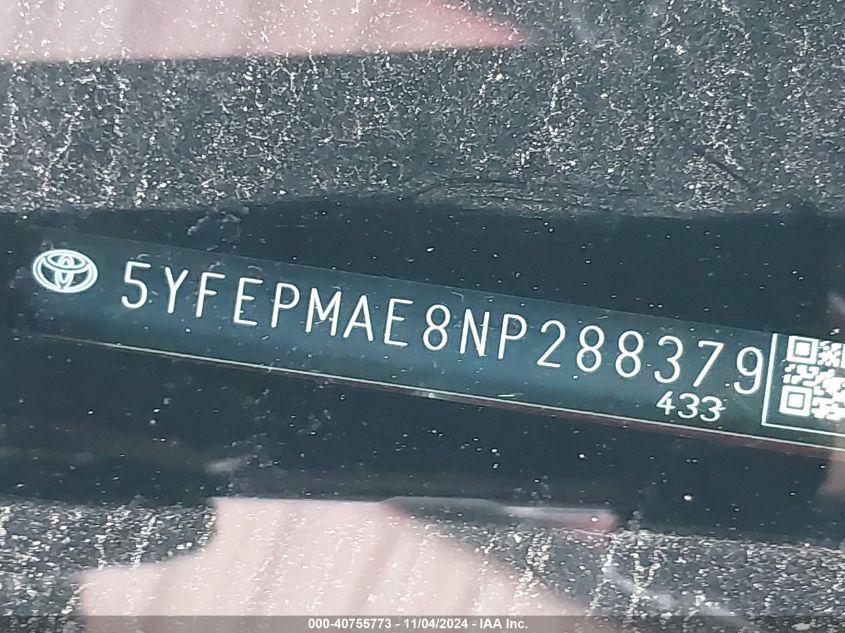 5YFEPMAE8NP288379
433
000-40755773 - 11/04/2024 - IAA Inc.